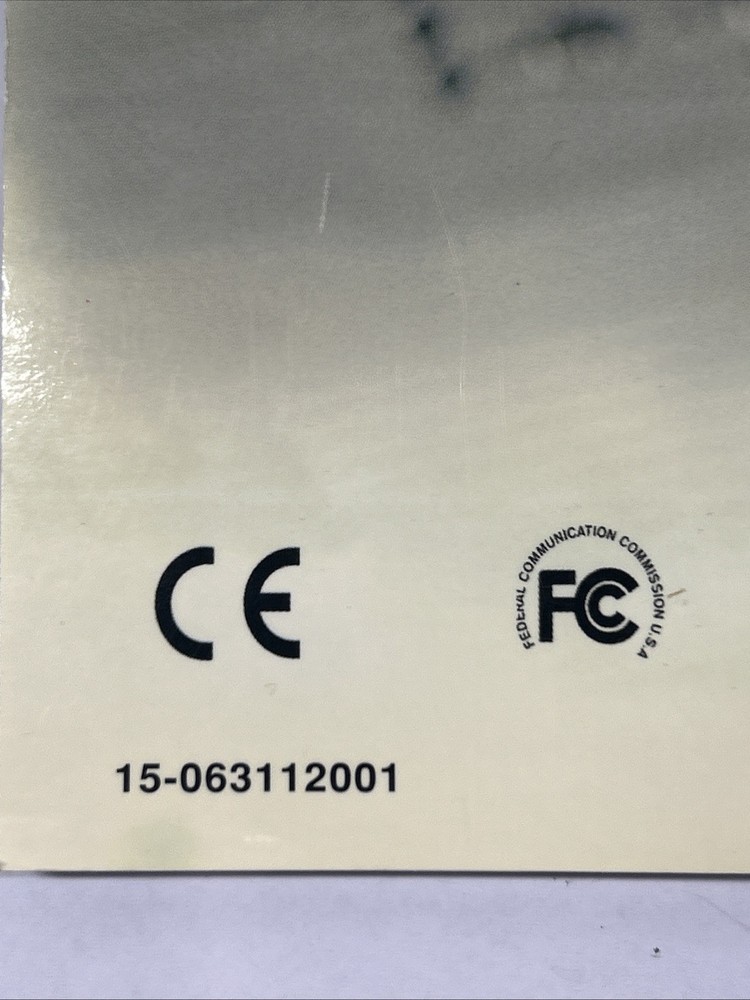 CE
FEDERAL COMMUNICATION COMMISSION U.S.A
FC
15-063112001